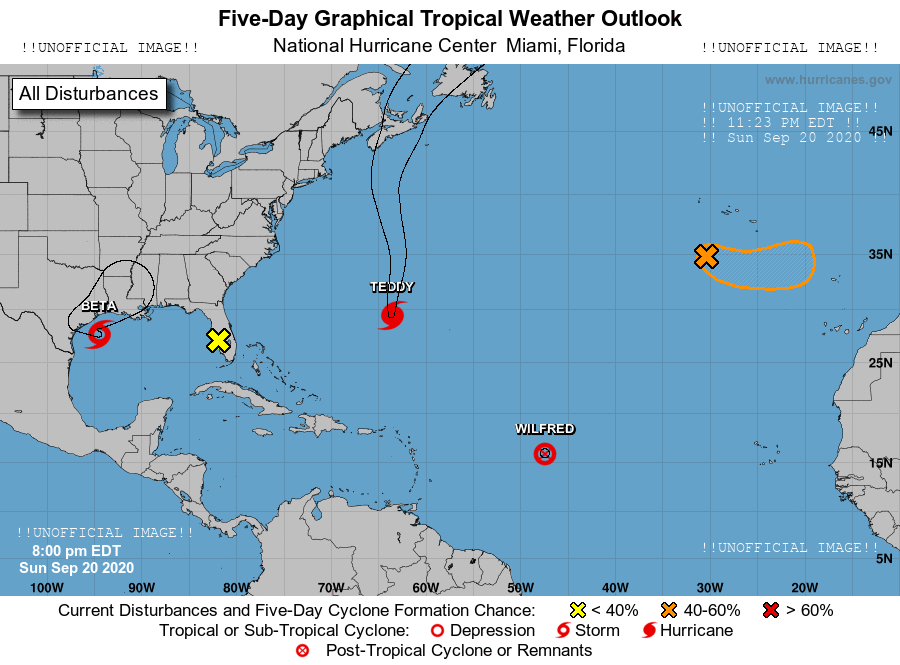 Five-Day Graphical Tropical Weather Outlook
!!UNOFFICIAL IMAGE!! National Hurricane Center Miami, Florida !!UNOFFICIAL IMAGE!!
www.hurricanes.gov
All Disturbances
!!UNOFFICIAL IMAGE!!
!! 11:23 PM EDT !!
45N
!! Sun Sep 20 2020 !!
35N
TEDDY
BETA
25N
WILFRED
15N
!!UNOFFICIAL IMAGE!!
8:00 pm EDT
!!UNOFFICIAL IMAGE!!
5N
Sun Sep 20 2020
100W 90W 80W 70W 60W 50W 40W 30W 20W
Current Disturbances and Five-Day Cyclone Formation Chance: < 40% 40-60% > 60%
Tropical or Sub-Tropical Cyclone: Depression Storm Hurricane
Post-Tropical Cyclone or Remnants